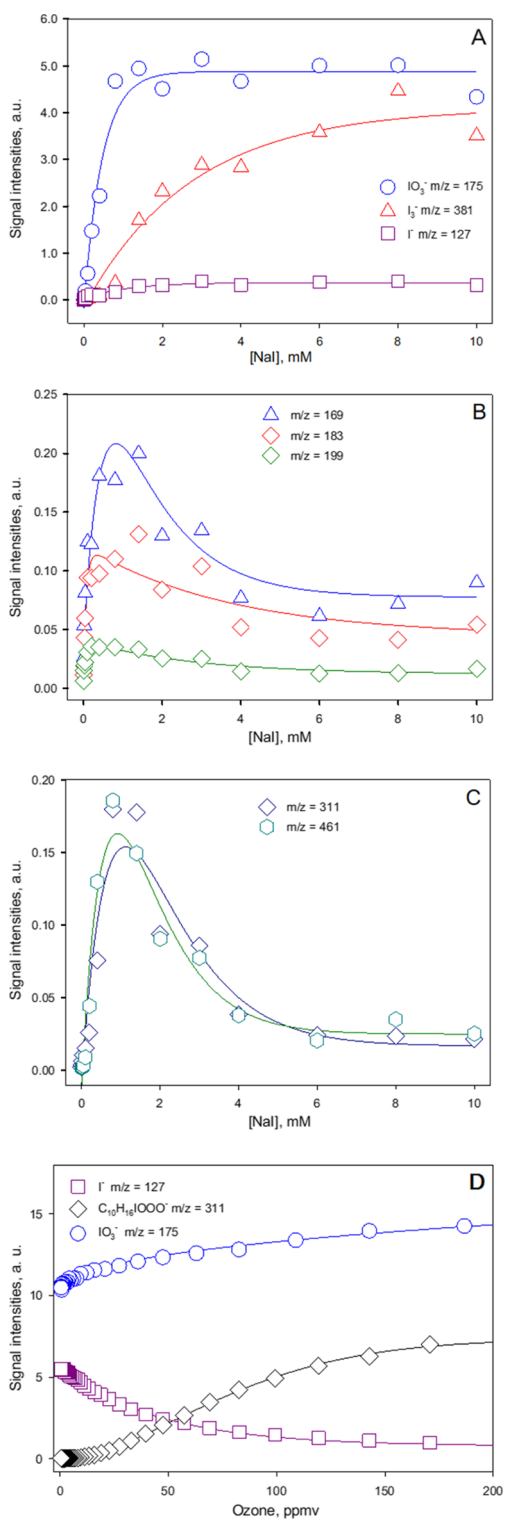 A
6.0
5.0
4.0
3.0
2.0
1.0
0.0
Signal intensities, a.u.
IO₃⁻ m/z = 175
I₃⁻ m/z = 381
I⁻ m/z = 127
0 2 4 6 8 10
[NaI], mM
B
0.25
0.20
0.15
0.10
0.05
0.00
Signal intensitles, a.u.
m/z = 169
m/z = 183
m/z = 199
0 2 4 6 8 10
[NaI], mM
C
0.20
0.15
0.10
0.05
0.00
Signal intensities, a.u.
m/z = 311
m/z = 461
0 2 4 6 8 10
[NaI], mM
D
15
10
5
0
Signal intensities, a. u.
I⁻ m/z = 127
C₁₀H₁₆IOOO⁻ m/z = 311
IO₃⁻ m/z = 175
0 50 100 150 200
Ozone, ppmv